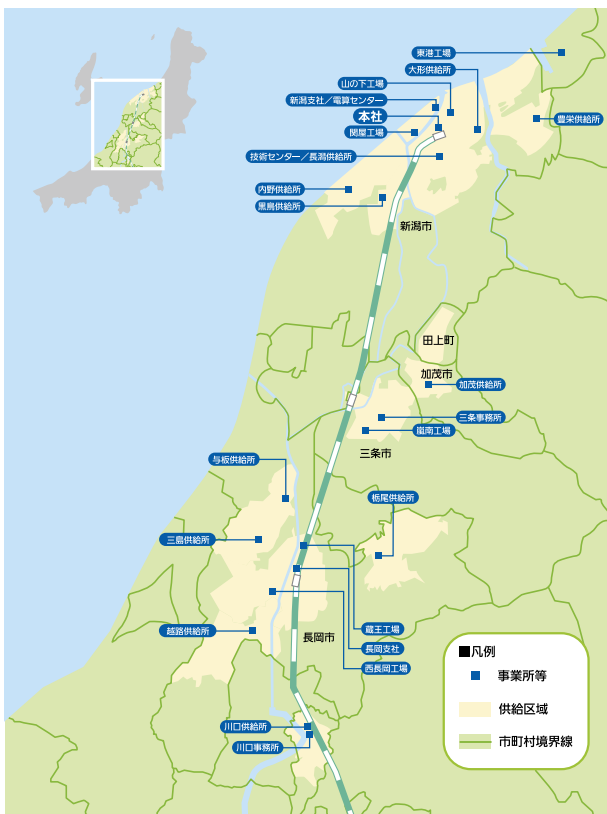 東港工場
大形供給所
山の下工場
新潟支社／電算センター
本社
豊栄供給所
関屋工場
技術センター／長潟供給所
内野供給所
黒鳥供給所
新潟市
田上町
加茂市
加茂供給所
三条事務所
嵐南工場
三条市
与板供給所
栃尾供給所
三島供給所
越路供給所
蔵王工場
長岡市
長岡支社
西長岡工場
川口供給所
川口事務所
■凡例
事業所等
供給区域
市町村境界線